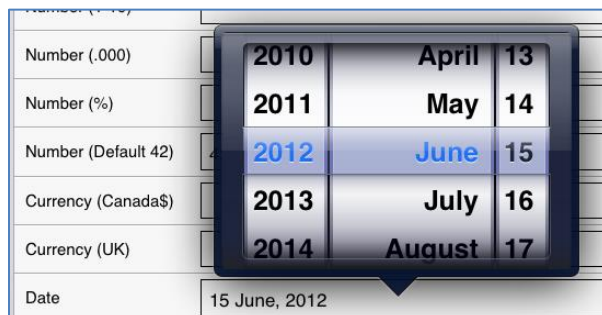 Number (.000)
2010 April 13
Number (%)
2011 May 14
Number (Default 42)
2012 June 15
Currency (Canada$)
2013 July 16
Currency (UK)
2014 August 17
Date
15 June, 2012